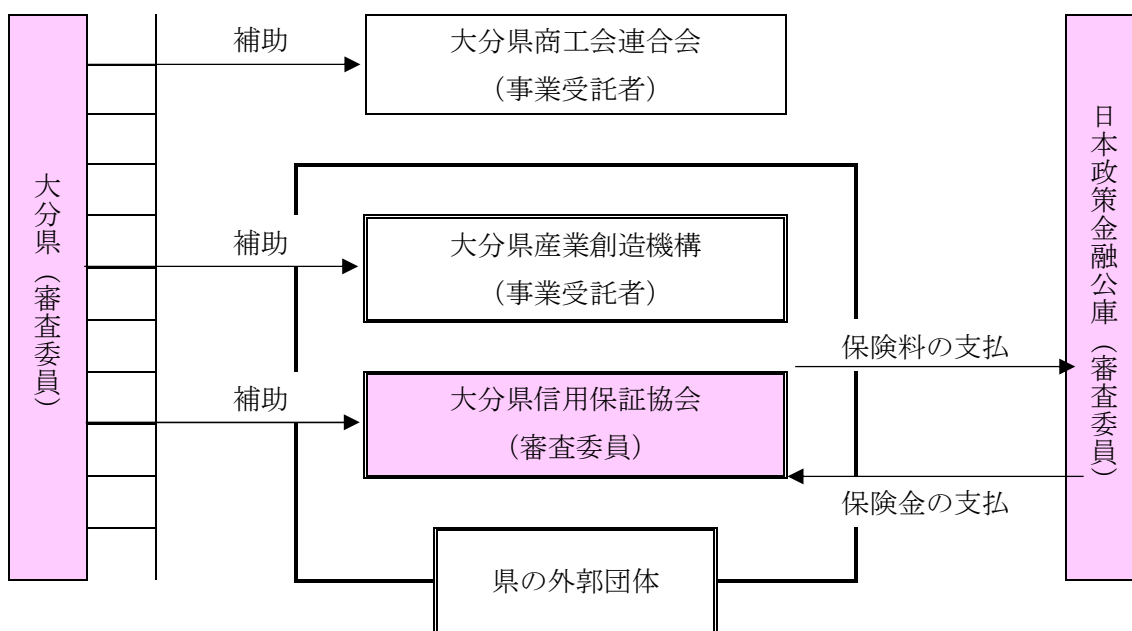 大分県（審査委員）
補助
大分県商工会連合会
（事業受託者）
補助
大分県産業創造機構
（事業受託者）
補助
大分県信用保証協会
（審査委員）
県の外郭団体
保険料の支払
保険金の支払
日本政策金融公庫（審査委員）